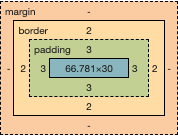 margin -
border 2
padding 3
- 2 3 66.781×30 3 2 -
3
2
-